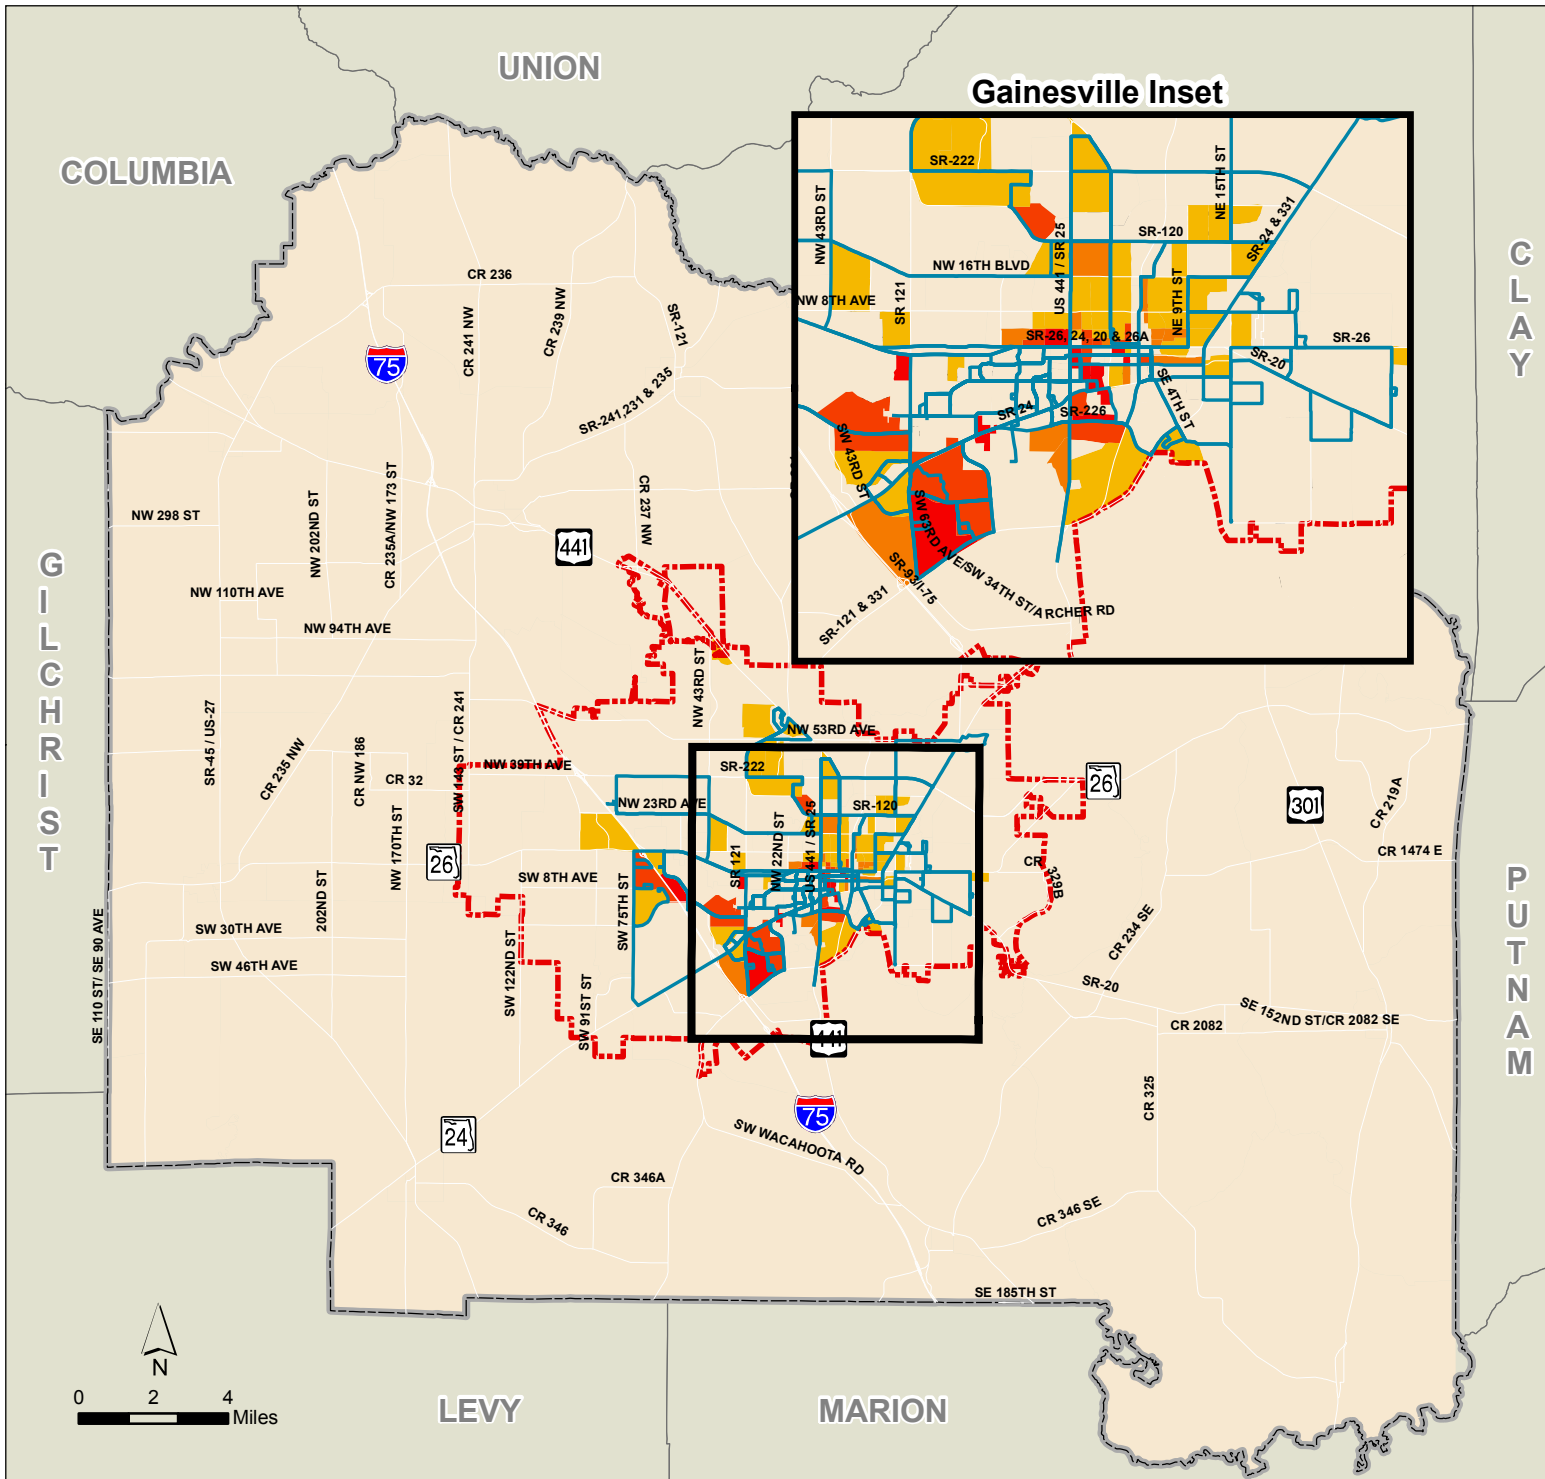 UNION
COLUMBIA
CLAY
GILCHRIST
PUTNAM
LEVY
MARION
Gainesville Inset
SR-222
NW 43RD ST
NE 15TH ST
SR-24 & 331
SR-120
US 441 / SR 25
NW 16TH BLVD
NW 8TH AVE
SR 121
NE 9TH ST
SR-26, 24, 20 & 26A
SR-26
SR-20
SE 4TH ST
SR-24
SR-226
SW 43RD ST
SW 63RD AVE/SW 34TH ST/ARCHER RD
SR-93/I-75
SR-121 & 331
CR 236
CR 241 NW
CR 239 NW
SR-121
75
SR-241,231 & 235
CR 237 NW
NW 298 ST
NW 202ND ST
CR 235A/NW 173 ST
441
NW 110TH AVE
NW 94TH AVE
NW 43RD ST
SR-45 / US-27
CR 235 NW
CR NW 186
CR 32
SW 143 ST / CR 241
NW 39TH AVE
NW 53RD AVE
SR-222
NW 23RD AVE
SR-120
NW 22ND ST
US 441 / SR 25
SR 121
NW 170TH ST
26
26
301
CR 219A
CR 1474 E
CR 329B
SW 8TH AVE
SW 75TH ST
202ND ST
SW 30TH AVE
SW 46TH AVE
SE 110 ST/ SE 90 AVE
SW 122ND ST
SW 91ST ST
CR 234 SE
SR-20
SE 152ND ST/CR 2082 SE
CR 2082
441
CR 325
75
24
SW WACAHOOTA RD
CR 346A
CR 346
CR 346 SE
SE 185TH ST
N
0 2 4
Miles